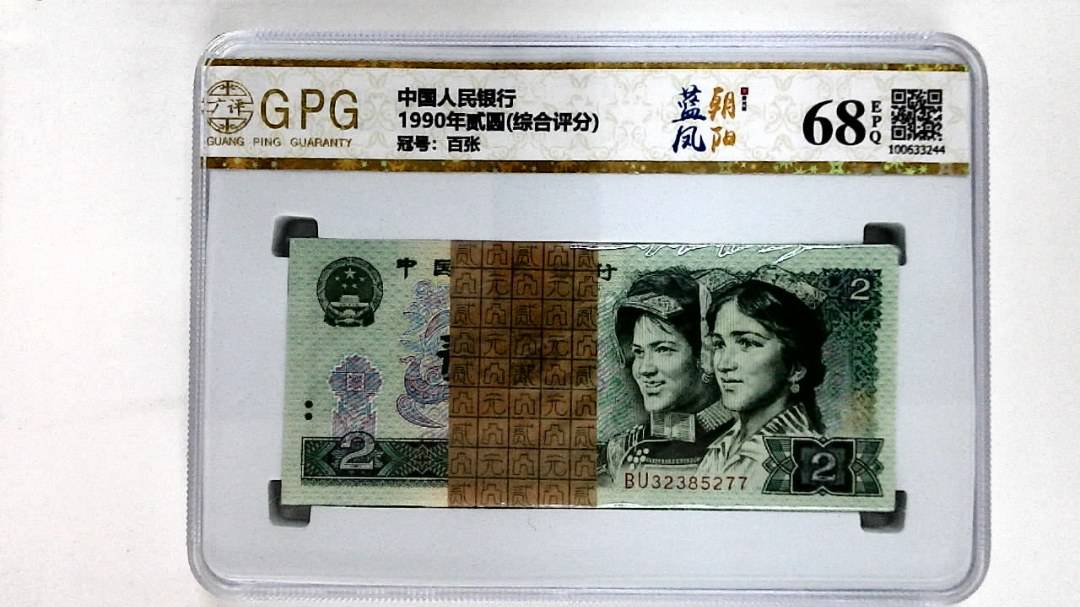 GPG
GUANG PING GUARANTY
中国人民银行
1990年贰圆(综合评分)
冠号：百张
蓝凤
朝阳
68
EPQ
100633244
中国
行
2
2
BU32385277
2